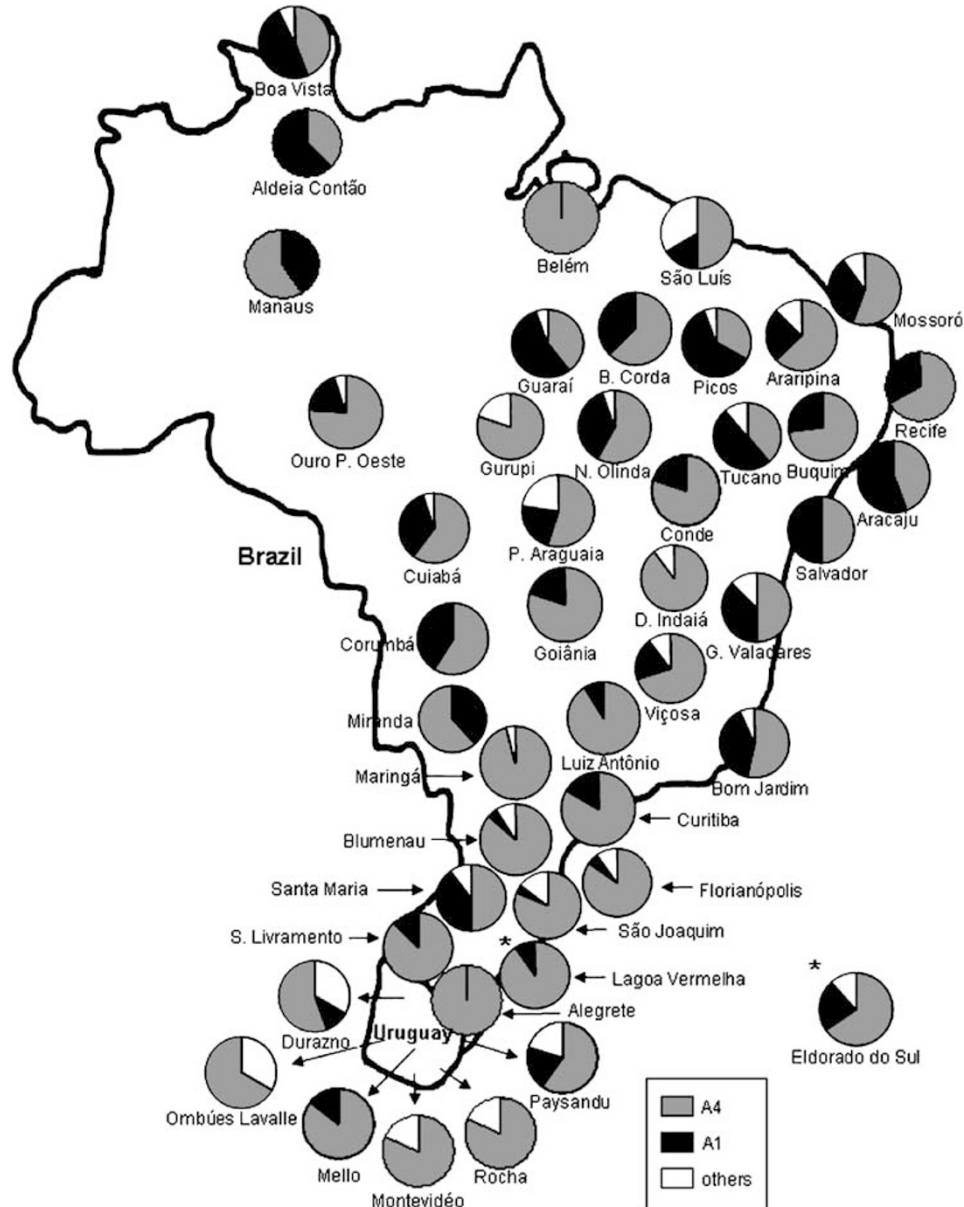 Boa Vista
Aldeia Contão
Manaus
Belém
São Luís
Mossoró
Guaraí
B. Corda
Picos
Araripina
Recife
Ouro P. Oeste
Gurupi
N. Olinda
Tucano
Buquim
Aracaju
Conde
Brazil
Cuiabá
P. Araguaia
Salvador
Corumbá
Goiânia
D. Indaiá
G. Valadares
Miranda
Viçosa
Maringá
Luiz Antônio
Bom Jardim
Curitiba
Blumenau
Santa Maria
Florianópolis
São Joaquim
S. Livramento
*
Lagoa Vermelha
*
Alegrete
Durazno
Uruguay
Eldorado do Sul
Ombúes Lavalle
Paysandu
Mello
Montevidéo
Rocha
A4
A1
others